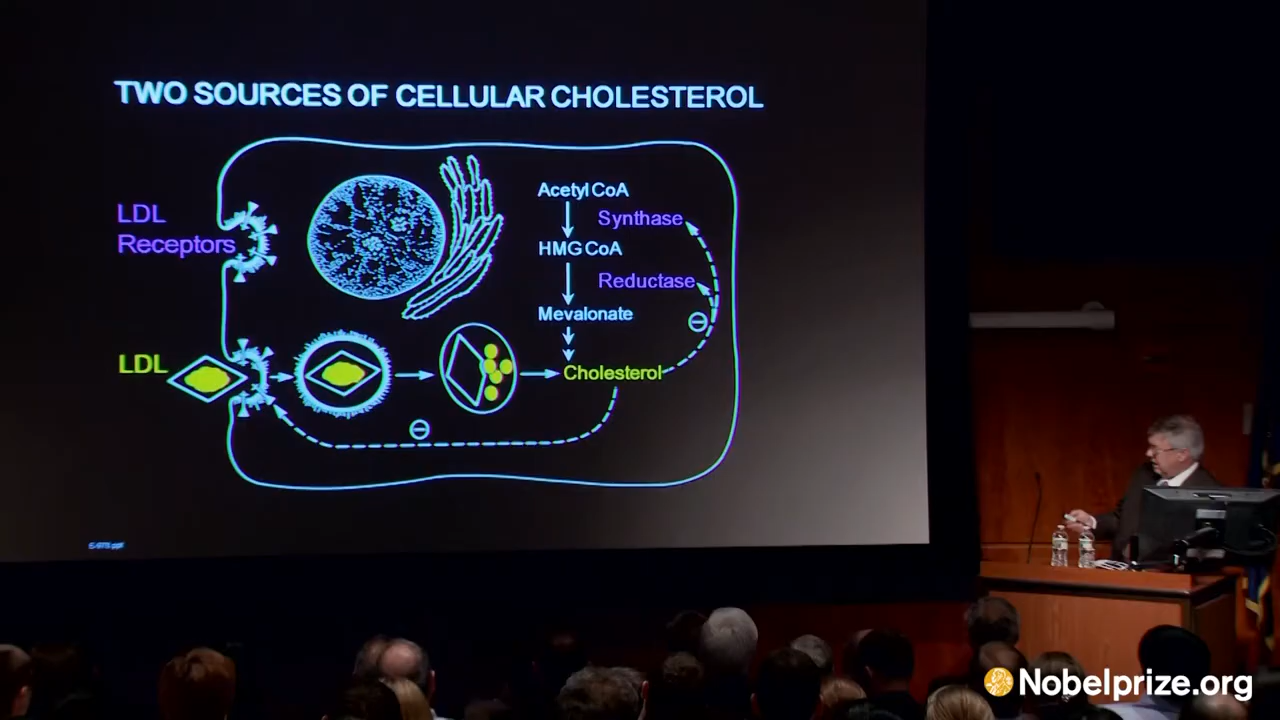 TWO SOURCES OF CELLULAR CHOLESTEROL
LDL
Receptors
Acetyl CoA
Synthase
HMG CoA
Reductase
Mevalonate
LDL
Cholesterol
Nobelprize.org